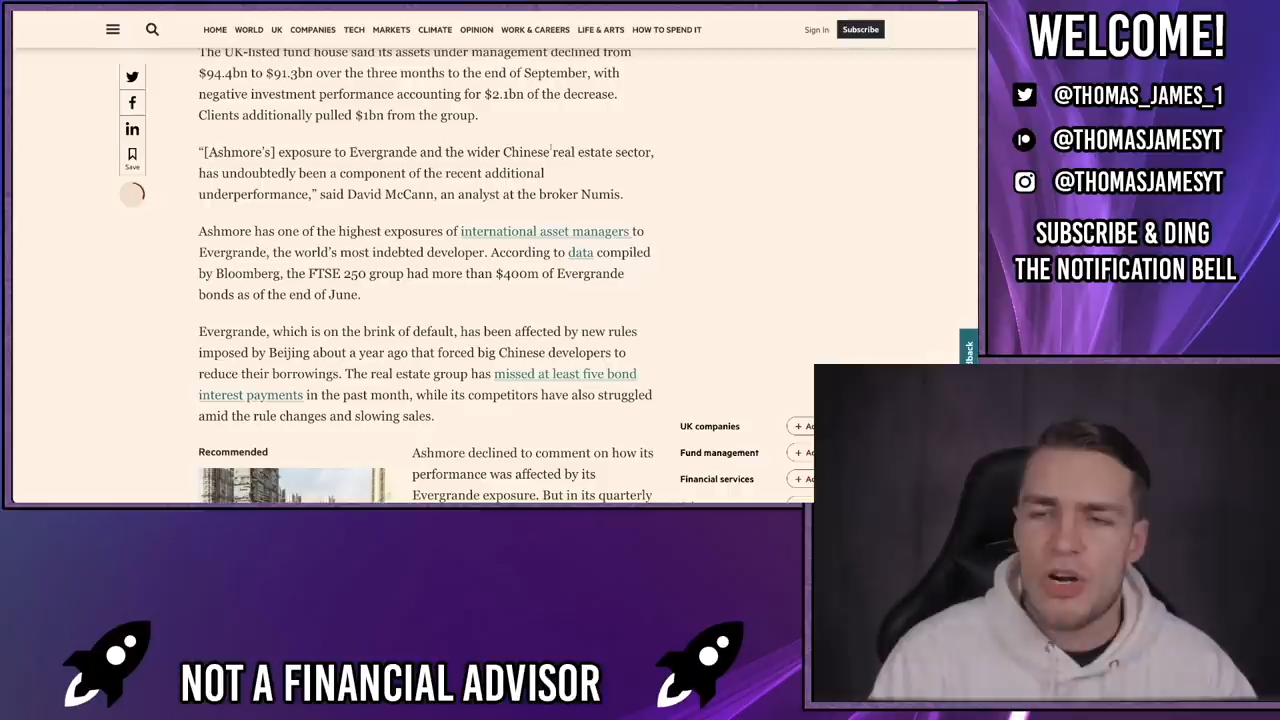 HOME WORLD UK COMPANIES TECH MARKETS CLIMATE OPINION WORK & CAREERS LIFE & ARTS HOW TO SPEND IT
Sign In
Subscribe
The UK-listed fund house said its assets under management declined from
$94.4bn to $91.3bn over the three months to the end of September, with
negative investment performance accounting for $2.1bn of the decrease.
Clients additionally pulled $1bn from the group.
“[Ashmore’s] exposure to Evergrande and the wider Chinese real estate sector,
has undoubtedly been a component of the recent additional
underperformance,” said David McCann, an analyst at the broker Numis.
Save
Ashmore has one of the highest exposures of international asset managers to
Evergrande, the world’s most indebted developer. According to data compiled
by Bloomberg, the FTSE 250 group had more than $400m of Evergrande
bonds as of the end of June.
Evergrande, which is on the brink of default, has been affected by new rules
imposed by Beijing about a year ago that forced big Chinese developers to
reduce their borrowings. The real estate group has missed at least five bond
interest payments in the past month, while its competitors have also struggled
amid the rule changes and slowing sales.
Recommended
Ashmore declined to comment on how its
performance was affected by its
Evergrande exposure. But in its quarterly
UK companies
Fund management
Financial services
WELCOME!
@THOMAS_JAMES_1
@THOMASJAMESYT
@THOMASJAMESYT
SUBSCRIBE & DING
THE NOTIFICATION BELL
NOT A FINANCIAL ADVISOR